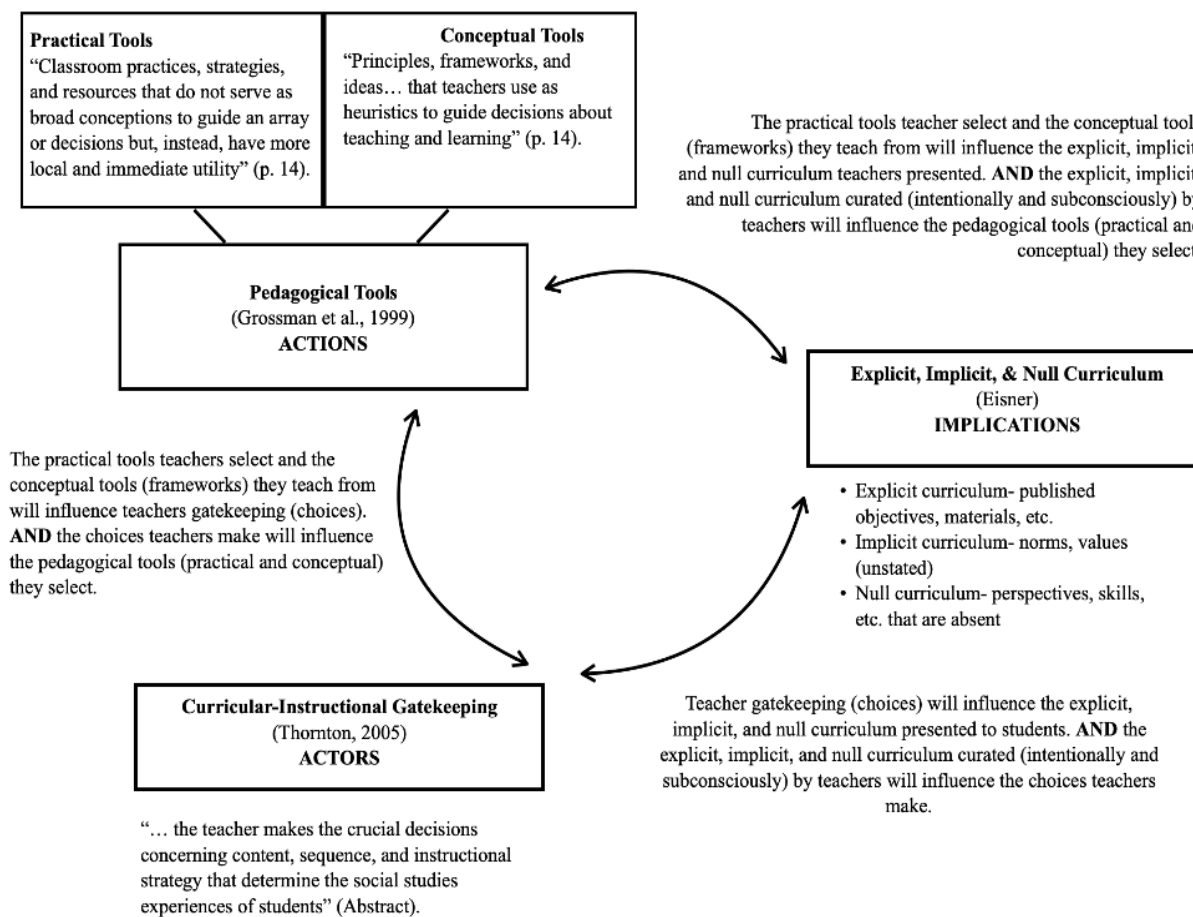 Practical Tools
“Classroom practices, strategies,
and resources that do not serve as
broad conceptions to guide an array
or decisions but, instead, have more
local and immediate utility” (p. 14).
Conceptual Tools
“Principles, frameworks, and
ideas… that teachers use as
heuristics to guide decisions about
teaching and learning” (p. 14).
The practical tools teacher select and the conceptual tool
(frameworks) they teach from will influence the explicit, implicit
and null curriculum teachers presented. AND the explicit, implicit
and null curriculum curated (intentionally and subconsciously) by
teachers will influence the pedagogical tools (practical and
conceptual) they select
Pedagogical Tools
(Grossman et al., 1999)
ACTIONS
Explicit, Implicit, & Null Curriculum
(Eisner)
IMPLICATIONS
• Explicit curriculum- published
objectives, materials, etc.
• Implicit curriculum- norms, values
(unstated)
• Null curriculum- perspectives, skills,
etc. that are absent
The practical tools teachers select and the
conceptual tools (frameworks) they teach from
will influence teachers gatekeeping (choices).
AND the choices teachers make will influence
the pedagogical tools (practical and conceptual)
they select.
Curricular-Instructional Gatekeeping
(Thornton, 2005)
ACTORS
Teacher gatekeeping (choices) will influence the explicit,
implicit, and null curriculum presented to students. AND the
explicit, implicit, and null curriculum curated (intentionally and
subconsciously) by teachers will influence the choices teachers
make.
“… the teacher makes the crucial decisions
concerning content, sequence, and instructional
strategy that determine the social studies
experiences of students” (Abstract).